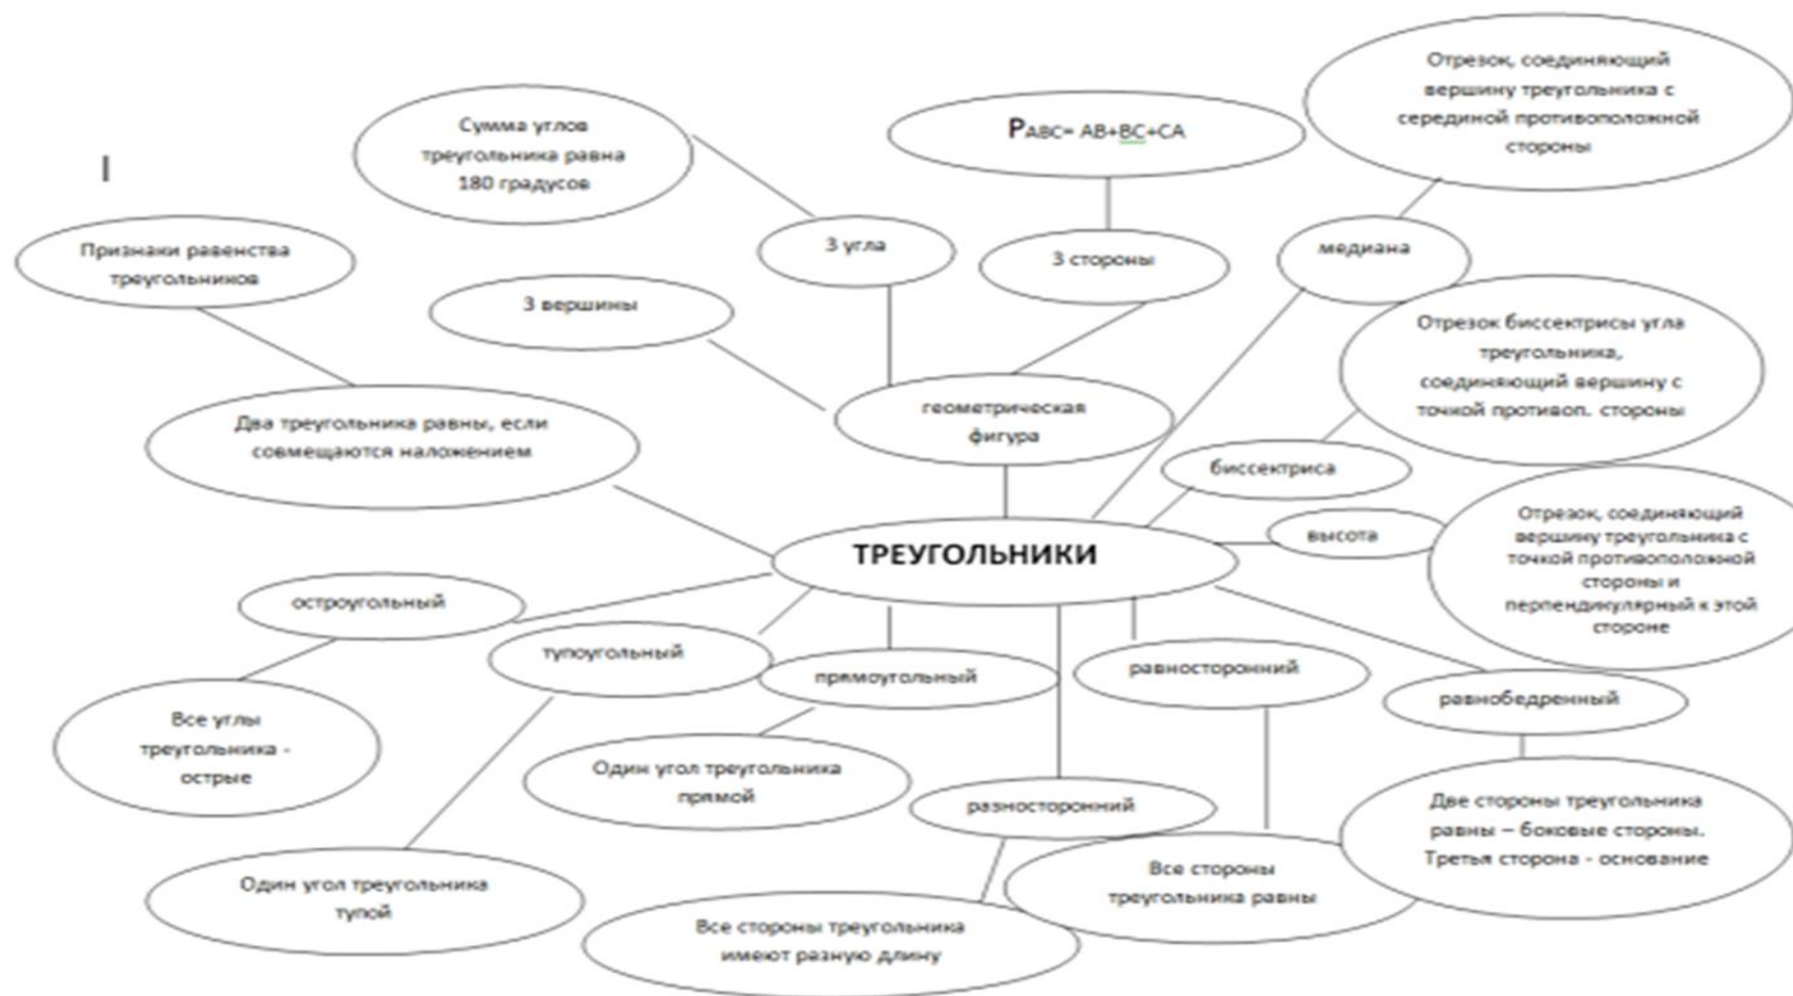 Отрезок, соединяющий
вершину треугольника с
серединой противоположной
стороны
Сумма углов
треугольника равна
180 градусов
PАВС= АВ+ВС+СА
Признаки равенства
треугольников
3 вершины
3 угла
3 стороны
медиана
Отрезок биссектрисы угла
треугольника,
соединяющий вершину с
точкой противоп. стороны
Два треугольника равны, если
совмещаются наложением
геометрическая
фигура
биссектриса
высота
Отрезок, соединяющий
вершину треугольника с
точкой противоположной
стороны и
перпендикулярный к этой
стороне
ТРЕУГОЛЬНИКИ
остроугольный
тупоугольный
прямоугольный
равносторонний
равнобедренный
Все углы
треугольника -
острые
Один угол треугольника
прямой
разносторонний
Две стороны треугольника
равны – боковые стороны.
Третья сторона - основание
Один угол треугольника
тупой
Все стороны треугольника
имеют разную длину
Все стороны
треугольника равны